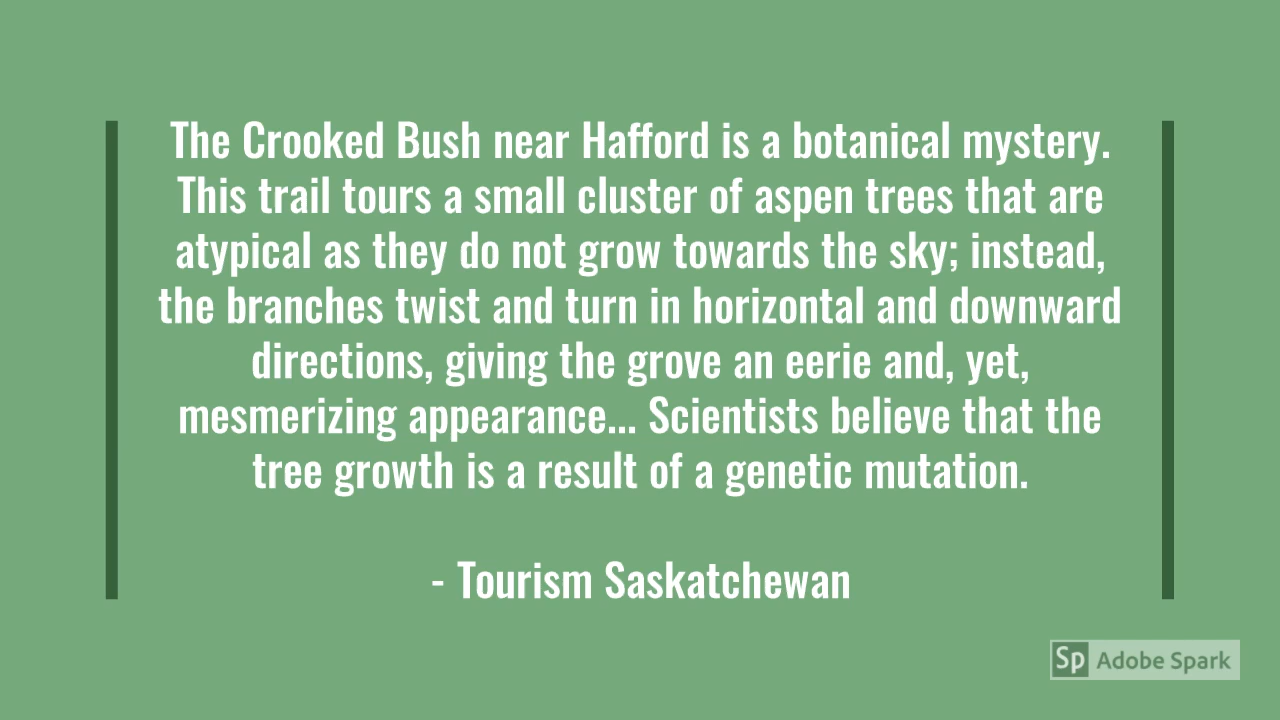 The Crooked Bush near Hafford is a botanical mystery.
This trail tours a small cluster of aspen trees that are
atypical as they do not grow towards the sky; instead,
the branches twist and turn in horizontal and downward
directions, giving the grove an eerie and, yet,
mesmerizing appearance... Scientists believe that the
tree growth is a result of a genetic mutation.
- Tourism Saskatchewan
Sp Adobe Spark